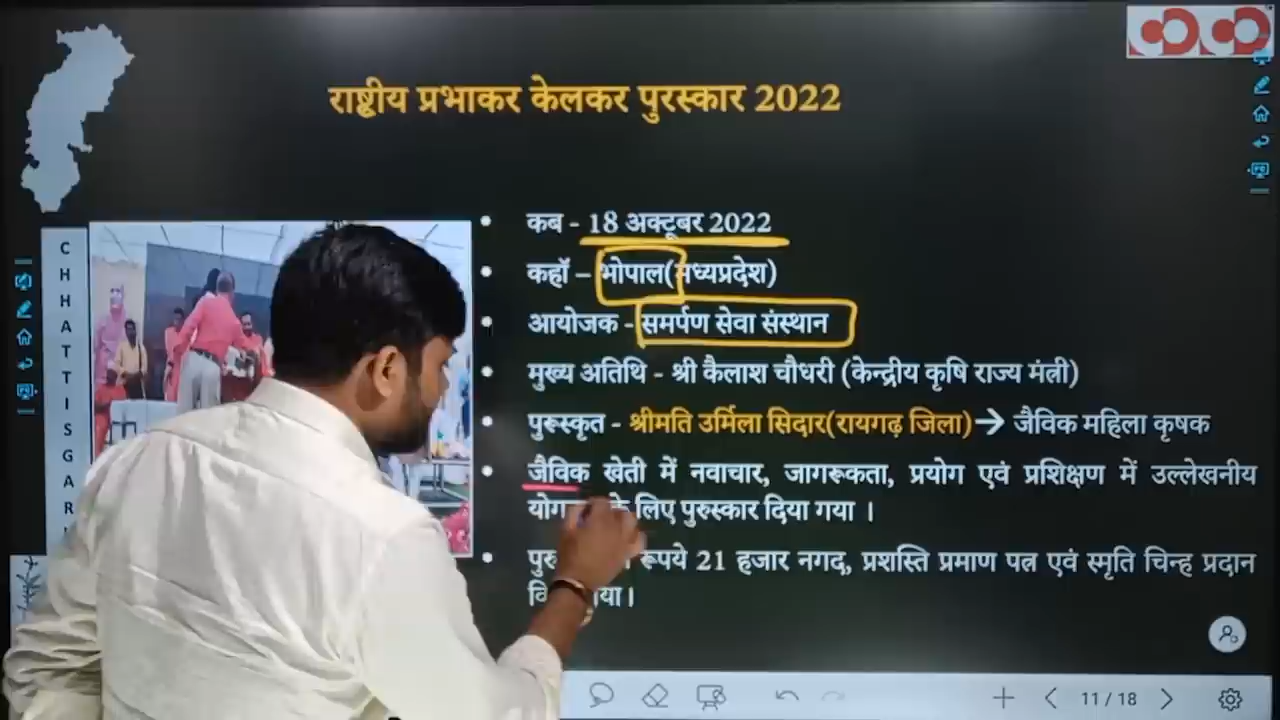 राष्ट्रीय प्रभाकर केलकर पुरस्कार 2022
CHHATTISGAR
• कब - 18 अक्टूबर 2022
• कहॉ – भोपाल(मध्यप्रदेश)
• आयोजक - समर्पण सेवा संस्थान
• मुख्य अतिथि - श्री कैलाश चौधरी (केन्द्रीय कृषि राज्य मंत्री)
• पुरूस्कृत - श्रीमति उर्मिला सिदार(रायगढ़ जिला)→ जैविक महिला कृषक
• जैविक खेती में नवाचार, जागरूकता, प्रयोग एवं प्रशिक्षण में उल्लेखनीय
लिए पुरुस्कार दिया गया ।
• रूपये 21 हजार नगद, प्रशस्ति प्रमाण पत्र एवं स्मृति चिन्ह प्रदान
11 / 18